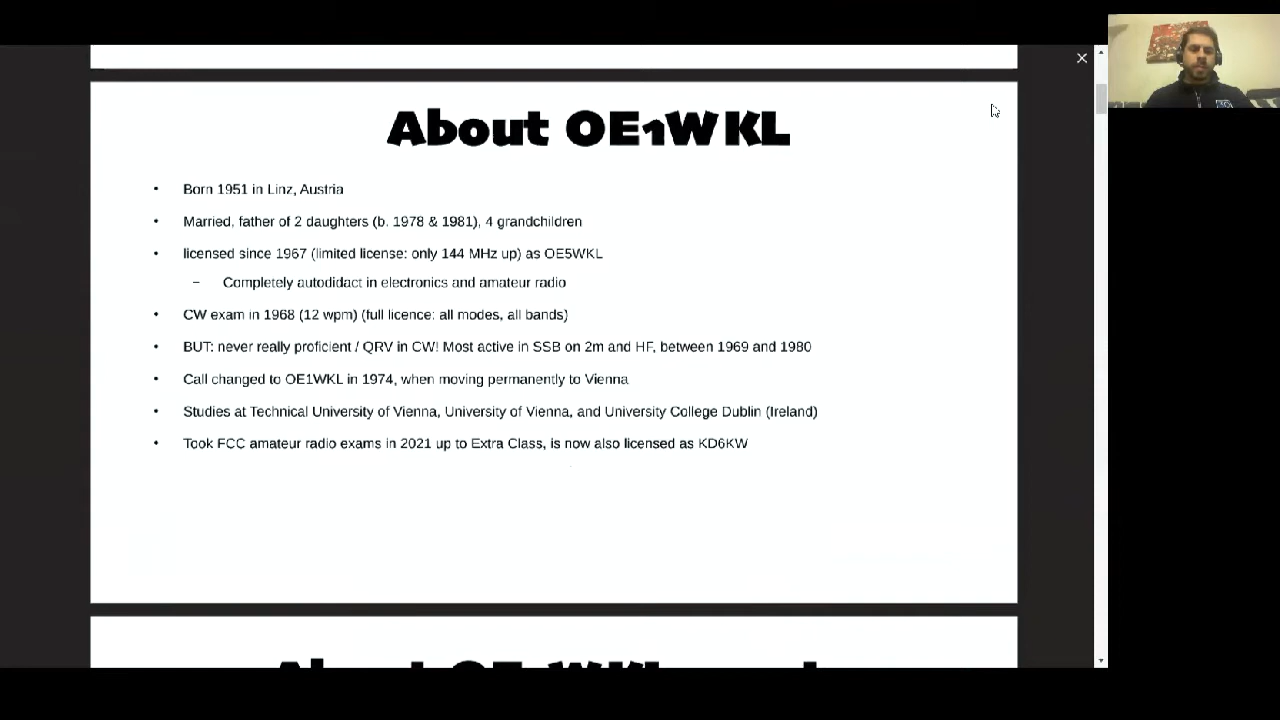 About OE1WKL
• Born 1951 in Linz, Austria
• Married, father of 2 daughters (b. 1978 & 1981), 4 grandchildren
• licensed since 1967 (limited license: only 144 MHz up) as OE5WKL
– Completely autodidact in electronics and amateur radio
• CW exam in 1968 (12 wpm) (full licence: all modes, all bands)
• BUT: never really proficient / QRV in CW! Most active in SSB on 2m and HF, between 1969 and 1980
• Call changed to OE1WKL in 1974, when moving permanently to Vienna
• Studies at Technical University of Vienna, University of Vienna, and University College Dublin (Ireland)
• Took FCC amateur radio exams in 2021 up to Extra Class, is now also licensed as KD6KW
About OE1WKL